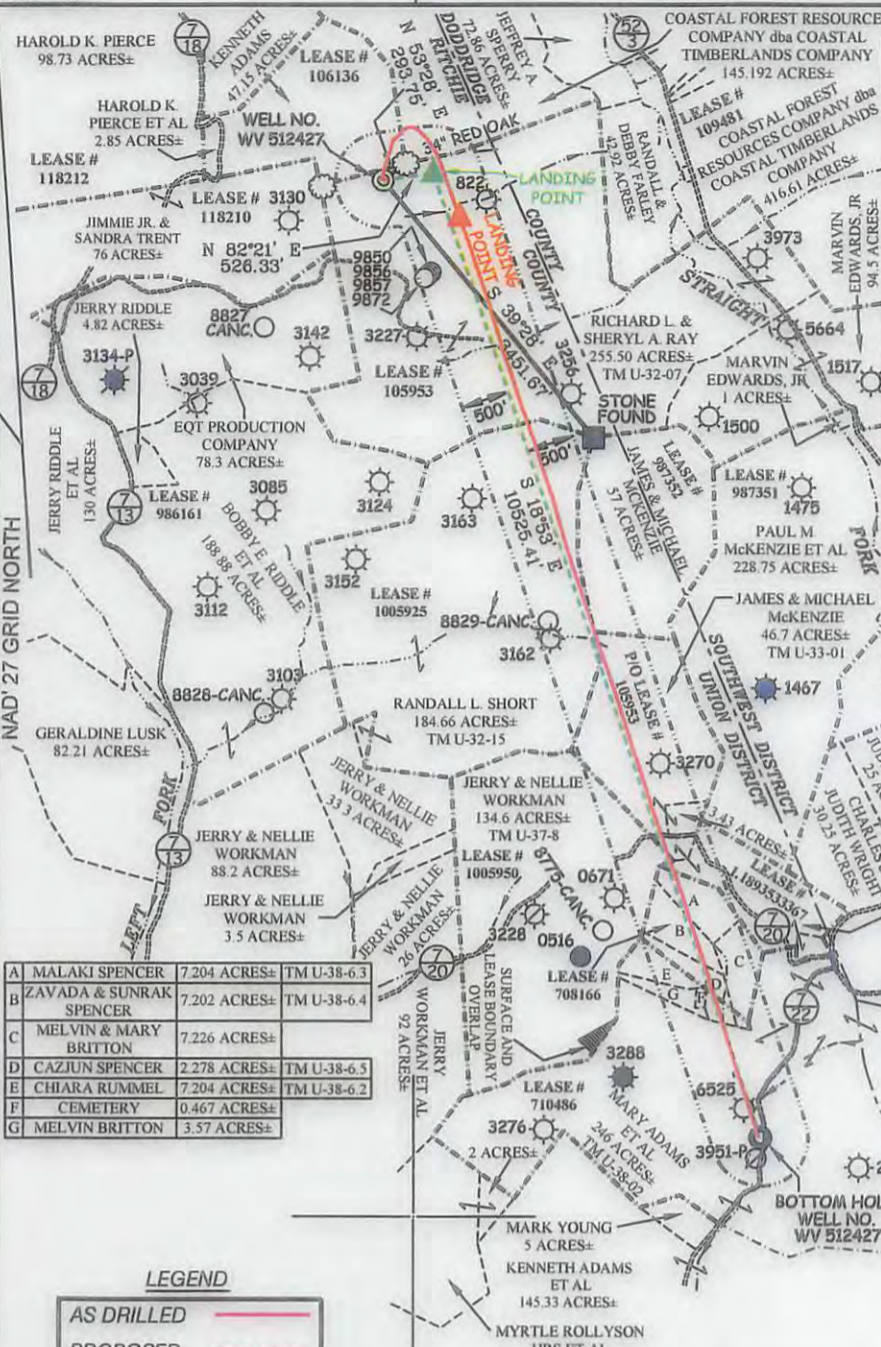 HAROLD K. PIERCE
98.73 ACRES±
7
18
KENNETH
ADAMS
47.15 ACRES±
LEASE #
106136
N 53°28' E
293.75'
DODDRIDGE
RITCHIE
72.86 ACRES±
SPERRY
JEFFREY A
52
3
COASTAL FOREST RESOURCE
COMPANY dba COASTAL
TIMBERLANDS COMPANY
145.192 ACRES±
HAROLD K.
PIERCE ET AL
2.85 ACRES±
WELL NO.
WV 512427
LEASE #
118212
34"
RED OAK
RANDALL &
DEBBY FARLEY
42.92 ACRES±
LEASE #
109481
COASTAL FOREST
RESOURCES COMPANY dba
COASTAL TIMBERLANDS
COMPANY
416.61 ACRES±
LEASE #
118210
3130
LANDING
POINT
LANDING
POINT
COUNTY
COUNTY
JIMMIE JR. &
SANDRA TRENT
76 ACRES±
N 82°21' E
526.33'
9850
9856
9857
9872
3973
MARVIN
EDWARDS, JR
94.5 ACRES±
STRAIGHT
JERRY RIDDLE
4.82 ACRES±
8827
CANC.
3142
3227
S 39°28' E
3451.67'
3256
RICHARD L. &
SHERYL A. RAY
255.50 ACRES±
TM U-32-07
5664
1517
7
18
3134-P
3039
LEASE #
105953
STONE
FOUND
MARVIN
EDWARDS, JR
1 ACRES±
1500
EQT PRODUCTION
COMPANY
78.3 ACRES±
500'
500'
JERRY RIDDLE
ET AL
130 ACRES±
7
13
LEASE #
986161
3085
3124
3163
S 18°53' E
10525.41'
JAMES & MICHAEL
MCKENZIE
57 ACRES±
LEASE #
987352
LEASE #
987351
1475
FORK
BOBBY E. RIDDLE
ET AL
188.88 ACRES±
PAUL M
McKENZIE ET AL
228.75 ACRES±
NAD' 27 GRID NORTH
3152
3112
LEASE #
1005925
8829-CANC.
3162
JAMES & MICHAEL
McKENZIE
46.7 ACRES±
TM U-33-01
P/O LEASE #
105953
SOUTHWEST DISTRICT
UNION DISTRICT
1467
3103
8828-CANC.
GERALDINE LUSK
82.21 ACRES±
RANDALL L. SHORT
184.66 ACRES±
TM U-32-15
3270
CHARLES
JUDITH WRIGHT
30.25 ACRES±
JERRY & NELLIE
WORKMAN
33.3 ACRES±
JERRY & NELLIE
WORKMAN
134.6 ACRES±
TM U-37-8
3.43 ACRES±
FORK
7
13
LEFT
JERRY & NELLIE
WORKMAN
88.2 ACRES±
LEASE #
1005950
8775-CANC.
0671
LEASE #
1.1893533367
JERRY & NELLIE
WORKMAN
3.5 ACRES±
JERRY & NELLIE
WORKMAN
26 ACRES±
3228
0516
A
B
C
D
E
G
7
20
7
20
LEASE #
708166
7
22
A MALAKI SPENCER 7.204 ACRES± TM U-38-6.3
B ZAVADA & SUNRAK SPENCER 7.202 ACRES± TM U-38-6.4
C MELVIN & MARY BRITTON 7.226 ACRES±
D CAZJUN SPENCER 2.278 ACRES± TM U-38-6.5
E CHIARA RUMMEL 7.204 ACRES± TM U-38-6.2
F CEMETERY 0.467 ACRES±
G MELVIN BRITTON 3.57 ACRES±
JERRY
WORKMAN ET AL
92 ACRES±
SURFACE AND
LEASE BOUNDARY
OVERLAP
3288
LEASE #
710486
6525
MARY ADAMS
ET AL
246 ACRES±
TM U-38-02
3276
2 ACRES±
3951-P
BOTTOM HOL
WELL NO.
WV 512427
MARK YOUNG
5 ACRES±
KENNETH ADAMS
ET AL
145.33 ACRES±
MYRTLE ROLLYSON
LEGEND
AS DRILLED